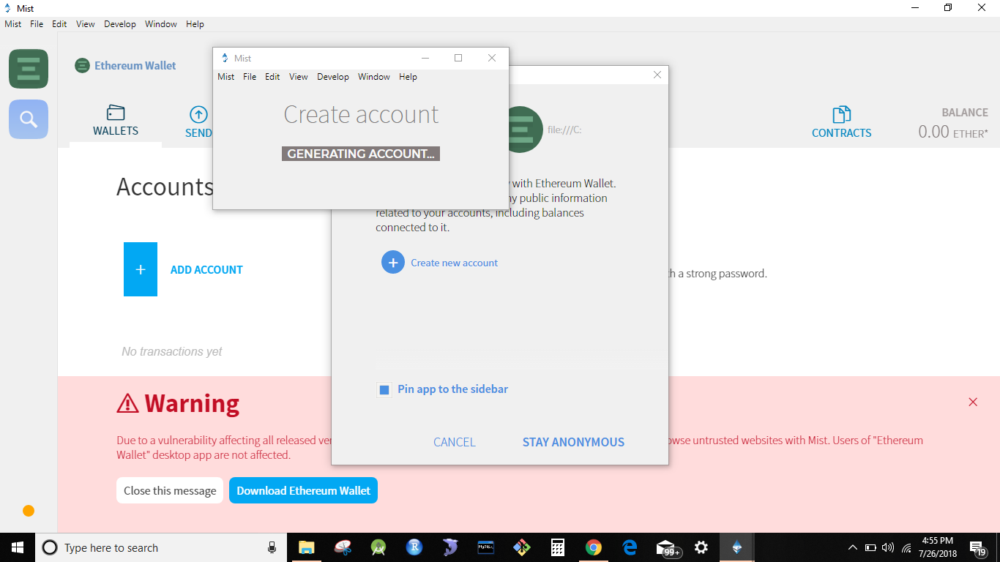 Mist
Mist File Edit View Develop Window Help
Ethereum Wallet
WALLETS
SEND
CONTRACTS
BALANCE
0.00 ETHER*
Mist
Mist File Edit View Develop Window Help
Create account
GENERATING ACCOUNT...
file:///C:
with Ethereum Wallet.
public information
related to your accounts, including balances
connected to it.
Create new account
Pin app to the sidebar
CANCEL STAY ANONYMOUS
Accounts
ADD ACCOUNT
a strong password.
No transactions yet
Warning
Due to a vulnerability affecting all released untrusted websites with Mist. Users of "Ethereum
Wallet" desktop app are not affected.
Close this message Download Ethereum Wallet
Type here to search
MySQL
99+
4:55 PM
7/26/2018
19